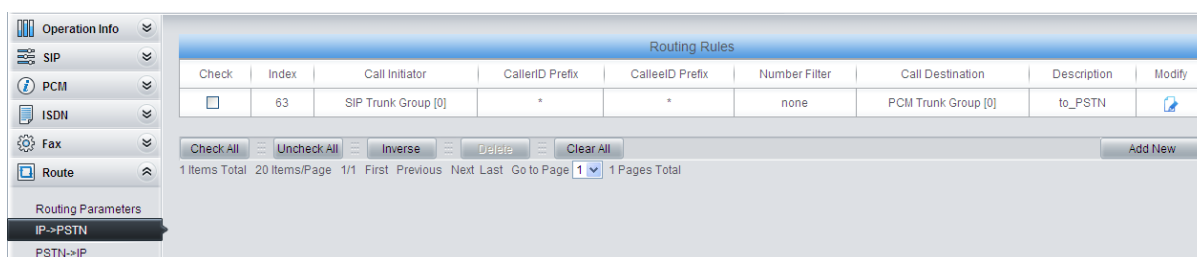 Operation Info
SIP
PCM
ISDN
Fax
Route
Routing Parameters
IP->PSTN
PSTN->IP
Routing Rules
Check Index Call Initiator CallerID Prefix CalleeID Prefix Number Filter Call Destination Description Modify
63 SIP Trunk Group [0] * * none PCM Trunk Group [0] to_PSTN
Check All Uncheck All Inverse Delete Clear All Add New
1 Items Total 20 Items/Page 1/1 First Previous Next Last Go to Page 1 1 Pages Total